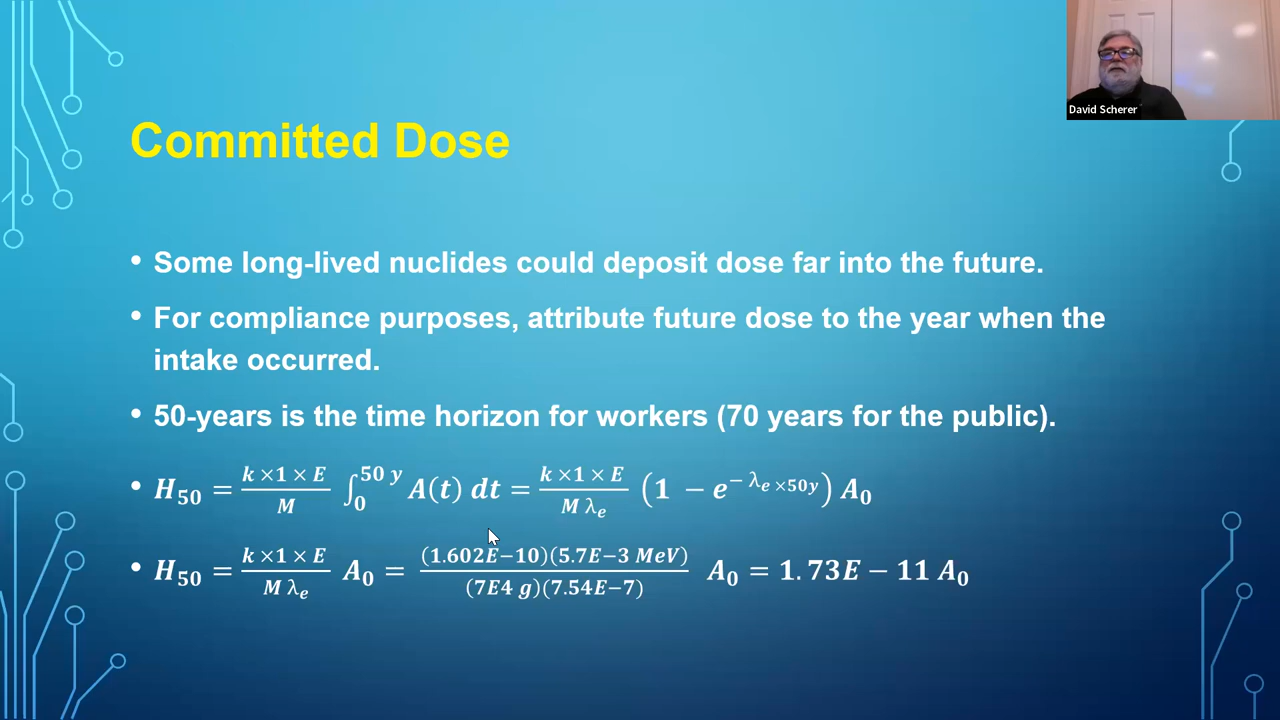 David Scherer
Committed Dose
• Some long-lived nuclides could deposit dose far into the future.
• For compliance purposes, attribute future dose to the year when the
intake occurred.
• 50-years is the time horizon for workers (70 years for the public).
• H₅₀ = (k × 1 × E)/M ∫₀^(50 y) A(t) dt = (k × 1 × E)/(M λₑ) (1 − e^(− λₑ × 50y)) A₀
• H₅₀ = (k × 1 × E)/(M λₑ) A₀ = ((1.602E−10)(5.7E−3 MeV))/((7E4 g)(7.54E−7)) A₀ = 1.73E − 11 A₀